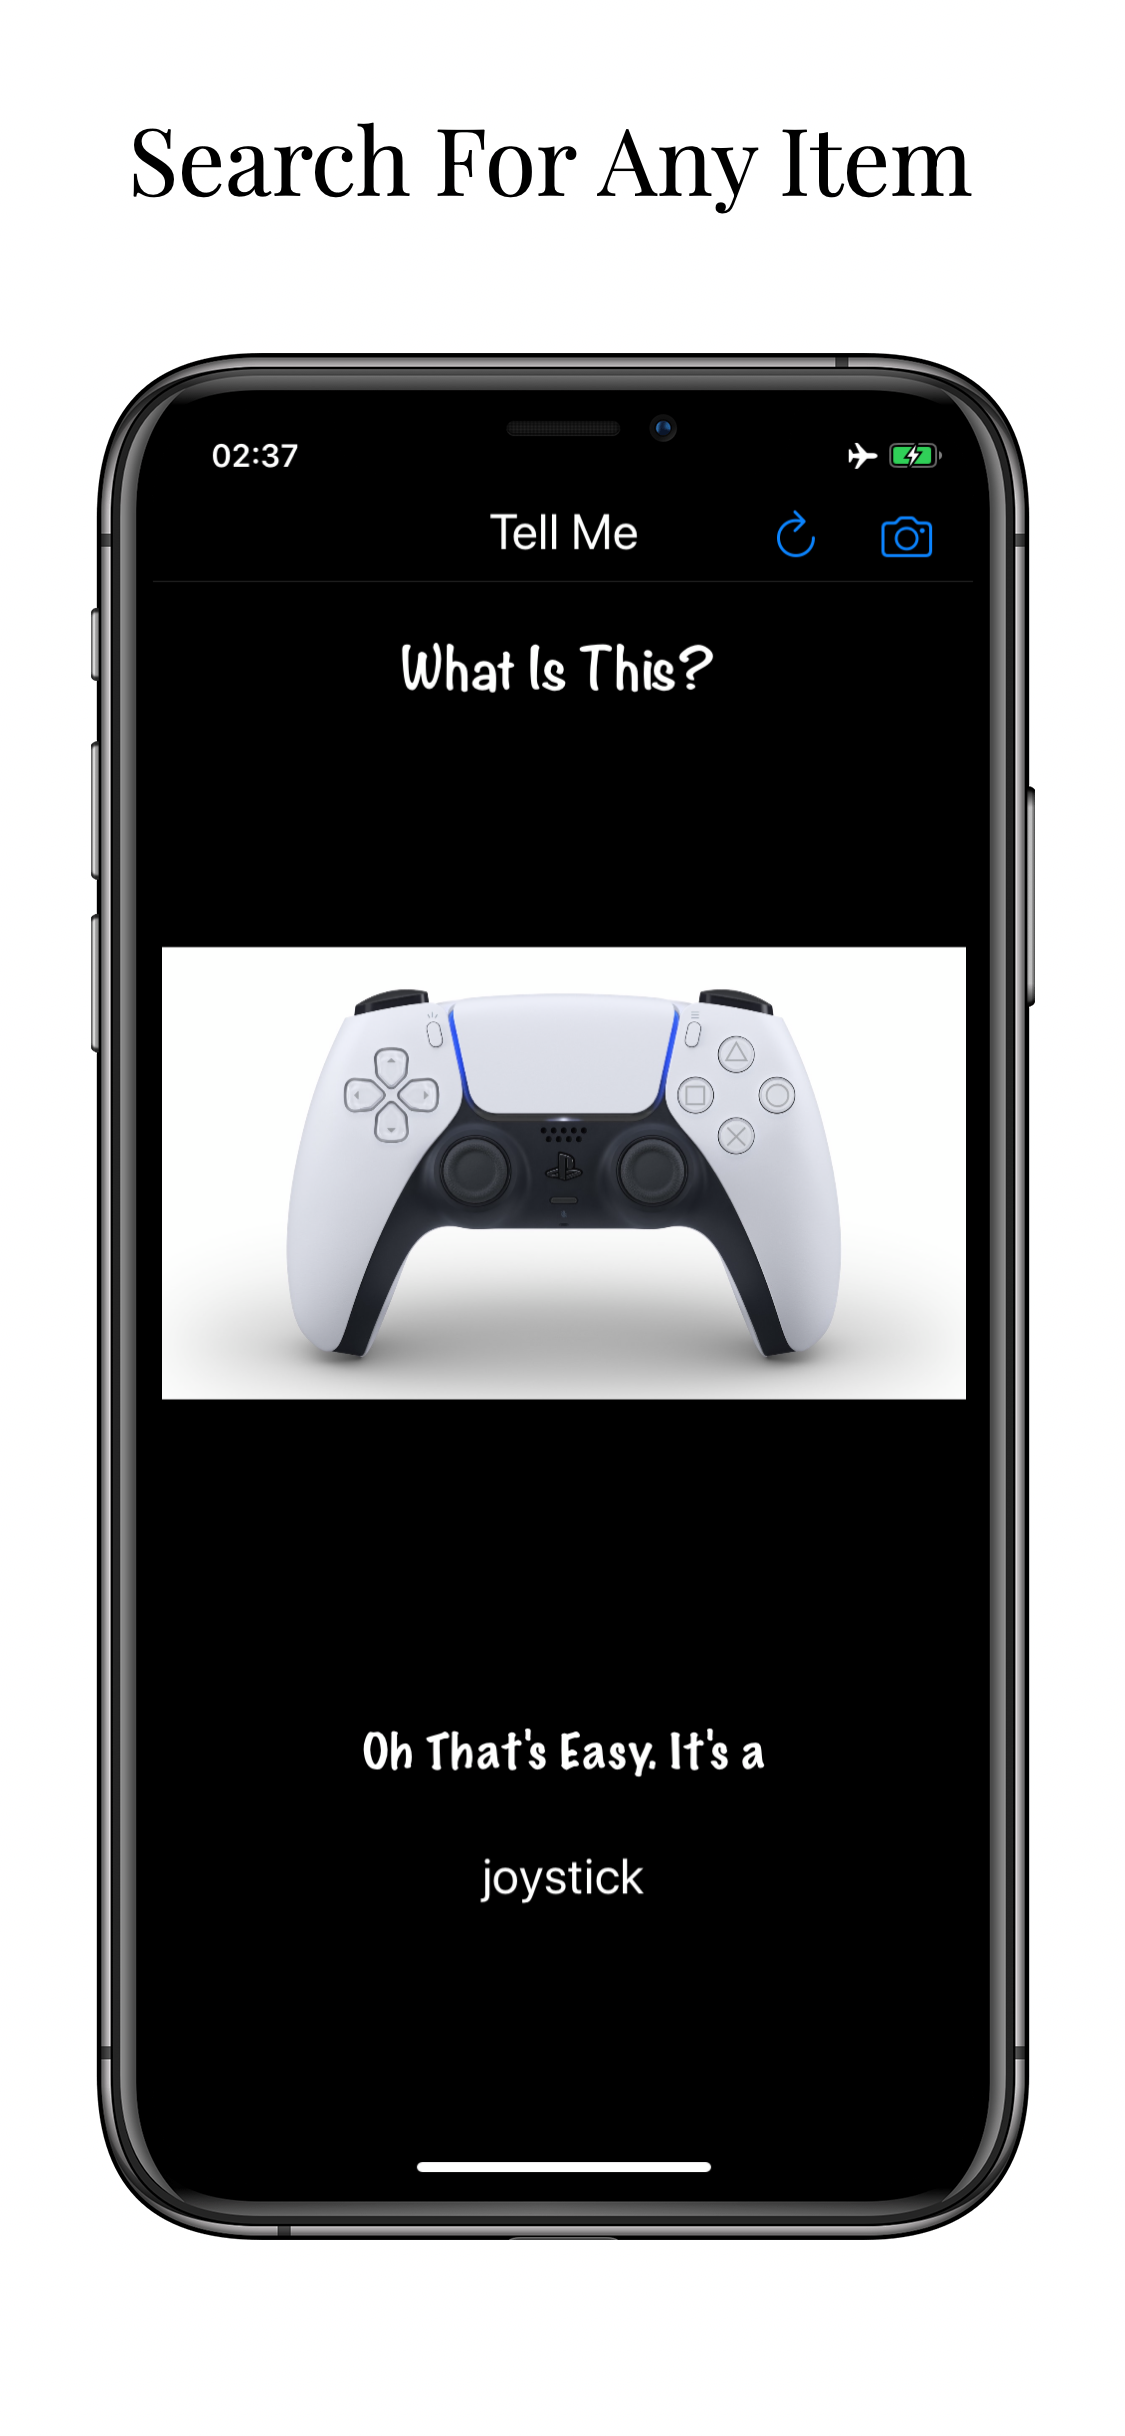 Search For Any Item
02:37
Tell Me
What Is This?
Oh That's Easy. It's a
joystick